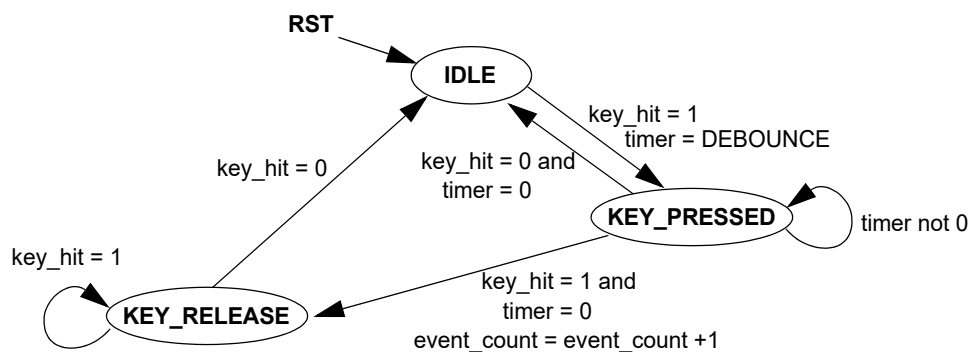 RST
IDLE
key_hit = 1
timer = DEBOUNCE
key_hit = 0
key_hit = 0 and
timer = 0
KEY_PRESSED
timer not 0
key_hit = 1
key_hit = 1 and
timer = 0
event_count = event_count +1
KEY_RELEASE